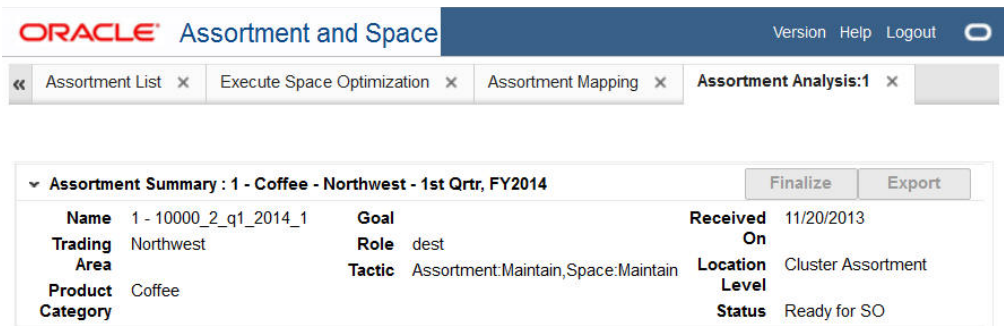 ORACLE Assortment and Space Version Help Logout
« Assortment List × Execute Space Optimization × Assortment Mapping × Assortment Analysis:1 ×
Assortment Summary : 1 - Coffee - Northwest - 1st Qrtr, FY2014 Finalize Export
Name 1 - 10000_2_q1_2014_1 Goal Received On 11/20/2013
Trading Area Northwest Role dest Location Level Cluster Assortment
Tactic Assortment:Maintain,Space:Maintain
Product Category Coffee Status Ready for SO